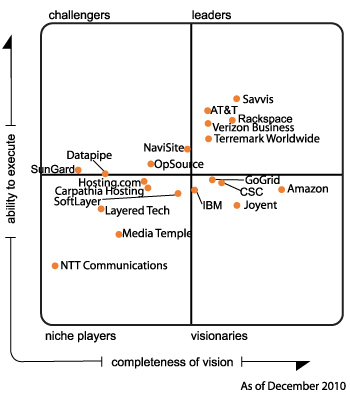 challengers
leaders
Savvis
AT&T
Rackspace
Verizon Business
Terremark Worldwide
NaviSite
Datapipe
OpSource
SunGard
Hosting.com
GoGrid
Carpathia Hosting
CSC
Amazon
SoftLayer
IBM
Joyent
Layered Tech
Media Temple
NTT Communications
ability to execute
niche players
visionaries
completeness of vision
As of December 2010